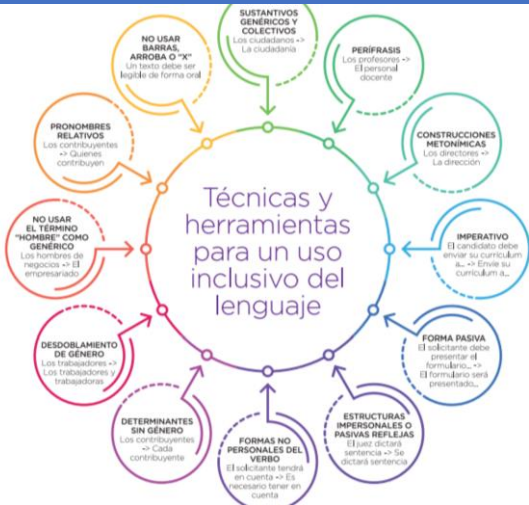 SUSTANTIVOS
GENÉRICOS Y
COLECTIVOS
Los ciudadanos ->
La ciudadanía
PERÍFRASIS
Los profesores ->
El personal
docente
CONSTRUCCIONES
METONÍMICAS
Los directores ->
La dirección
IMPERATIVO
El candidato debe
enviar su currículum
a... -> Envíe su
currículum a...
FORMA PASIVA
El solicitante debe
presentar el
formulario... ->
El formulario será
presentado...
ESTRUCTURAS
IMPERSONALES O
PASIVAS REFLEJAS
El juez dictará
sentencia -> Se
dictará sentencia
FORMAS NO
PERSONALES DEL
VERBO
El solicitante tendrá
en cuenta -> Es
necesario tener en
cuenta
DETERMINANTES
SIN GÉNERO
Los contribuyentes
-> Cada
contribuyente
DESDOBLAMIENTO
DE GÉNERO
Los trabajadores ->
Los trabajadores y
trabajadoras
NO USAR
EL TÉRMINO
"HOMBRE" COMO
GENÉRICO
Los hombres de
negocios -> El
empresariado
PRONOMBRES
RELATIVOS
Los contribuyentes
-> Quienes
contribuyen
NO USAR
BARRAS,
ARROBA O "X"
Un texto debe ser
legible de forma oral
Técnicas y
herramientas
para un uso
inclusivo del
lenguaje